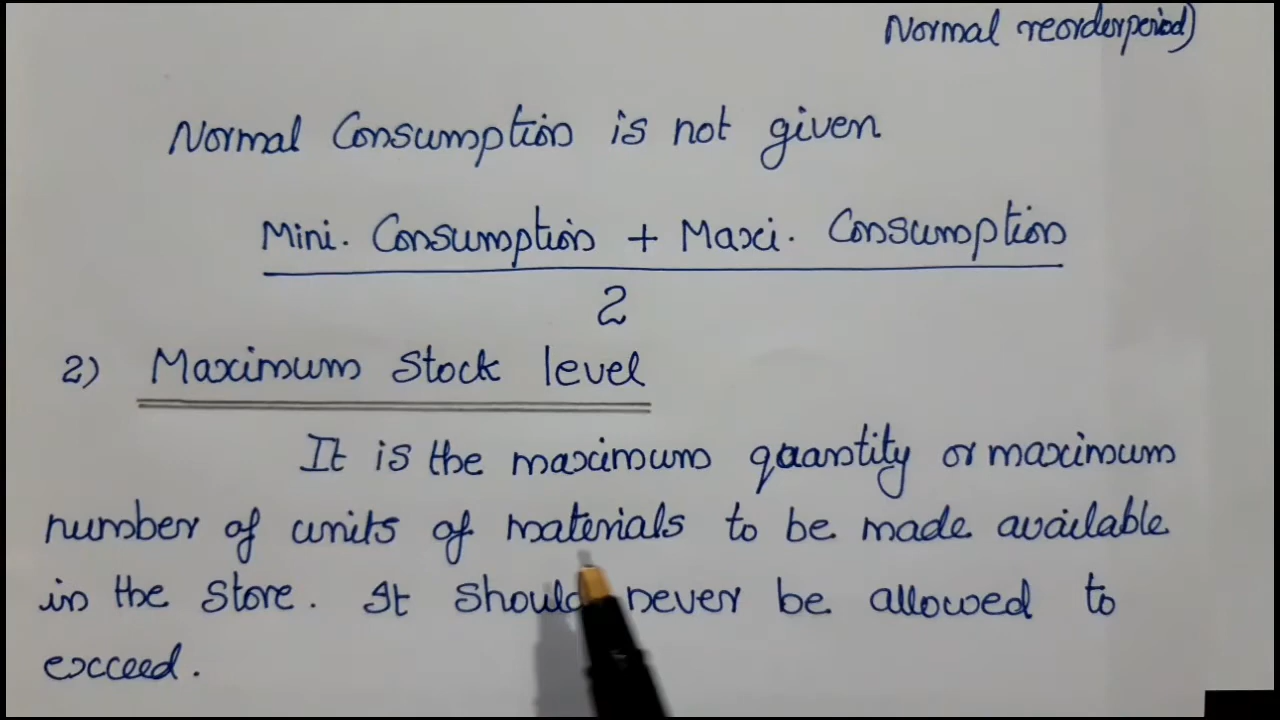 Normal reorderperiod)
Normal Consumption is not given
Mini. Consumption + Maxi. Consumption
2
2) Maximum Stock level
It is the maximum quantity or maximum
number of units of materials to be made available
in the store. It should never be allowed to
exceed.